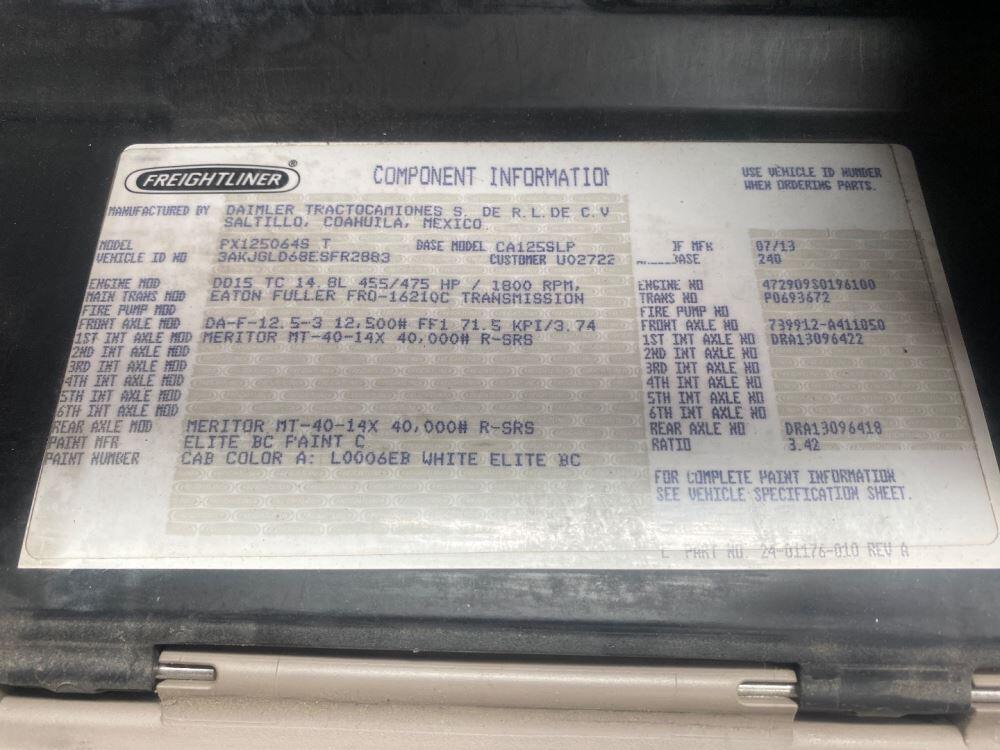 FREIGHTLINER ®
COMPONENT INFORMATION
USE VEHICLE ID NUMBER
WHEN ORDERING PARTS.
MANUFACTURED BY DAIMLER TRACTOCAMIONES S. DE R.L.DE C.V
SALTILLO, COAHUILA, MEXICO
MODEL PX125064S T BASE MODEL CA125SLP OF MFR 07/13
VEHICLE ID NO 3AKJGLD68ESFR2883 CUSTOMER U02722 BASE 240
ENGINE MOD DD15 TC 14.8L 455/475 HP / 1800 RPM, ENGINE NO 472909S0196100
MAIN TRANS MOD EATON FULLER FRO-16210C TRANSMISSION TRANS NO P0693672
FIRE PUMP MOD FIRE PUMP NO
FRONT AXLE MOD DA-F-12.5-3 12,500# FF1 71.5 KPI/3.74 FRONT AXLE NO 739912-A411050
1ST INT AXLE MOD MERITOR MT-40-14X 40,000# R-SRS 1ST INT AXLE NO DRA13096422
2ND INT AXLE MOD 2ND INT AXLE NO
3RD INT AXLE MOD 3RD INT AXLE NO
4TH INT AXLE MOD 4TH INT AXLE NO
5TH INT AXLE MOD 5TH INT AXLE NO
6TH INT AXLE MOD 6TH INT AXLE NO
REAR AXLE MOD MERITOR MT-40-14X 40,000# R-SRS REAR AXLE NO DRA13096418
PAINT MFR ELITE BC PAINT C RATIO 3.42
PAINT NUMBER CAB COLOR A: L0006EB WHITE ELITE BC
FOR COMPLETE PAINT INFORMATION
SEE VEHICLE SPECIFICATION SHEET.
PART NO. 24-01176-010 REV A